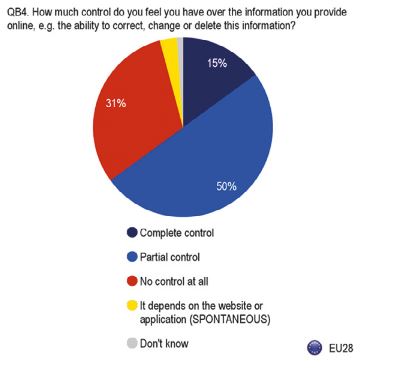 QB4. How much control do you feel you have over the information you provide
online, e.g. the ability to correct, change or delete this information?
15%
31%
50%
Complete control
Partial control
No control at all
It depends on the website or
application (SPONTANEOUS)
Don't know
EU28